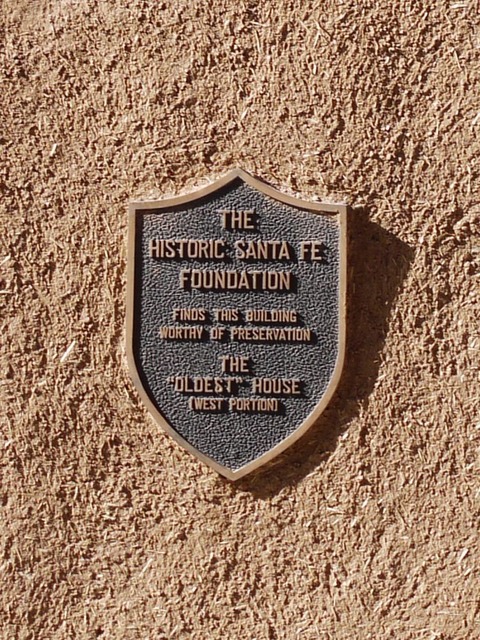 THE
HISTORIC SANTA FE
FOUNDATION
FINDS THIS BUILDING
WORTHY OF PRESERVATION
THE
"OLDEST" HOUSE
(WEST PORTION)